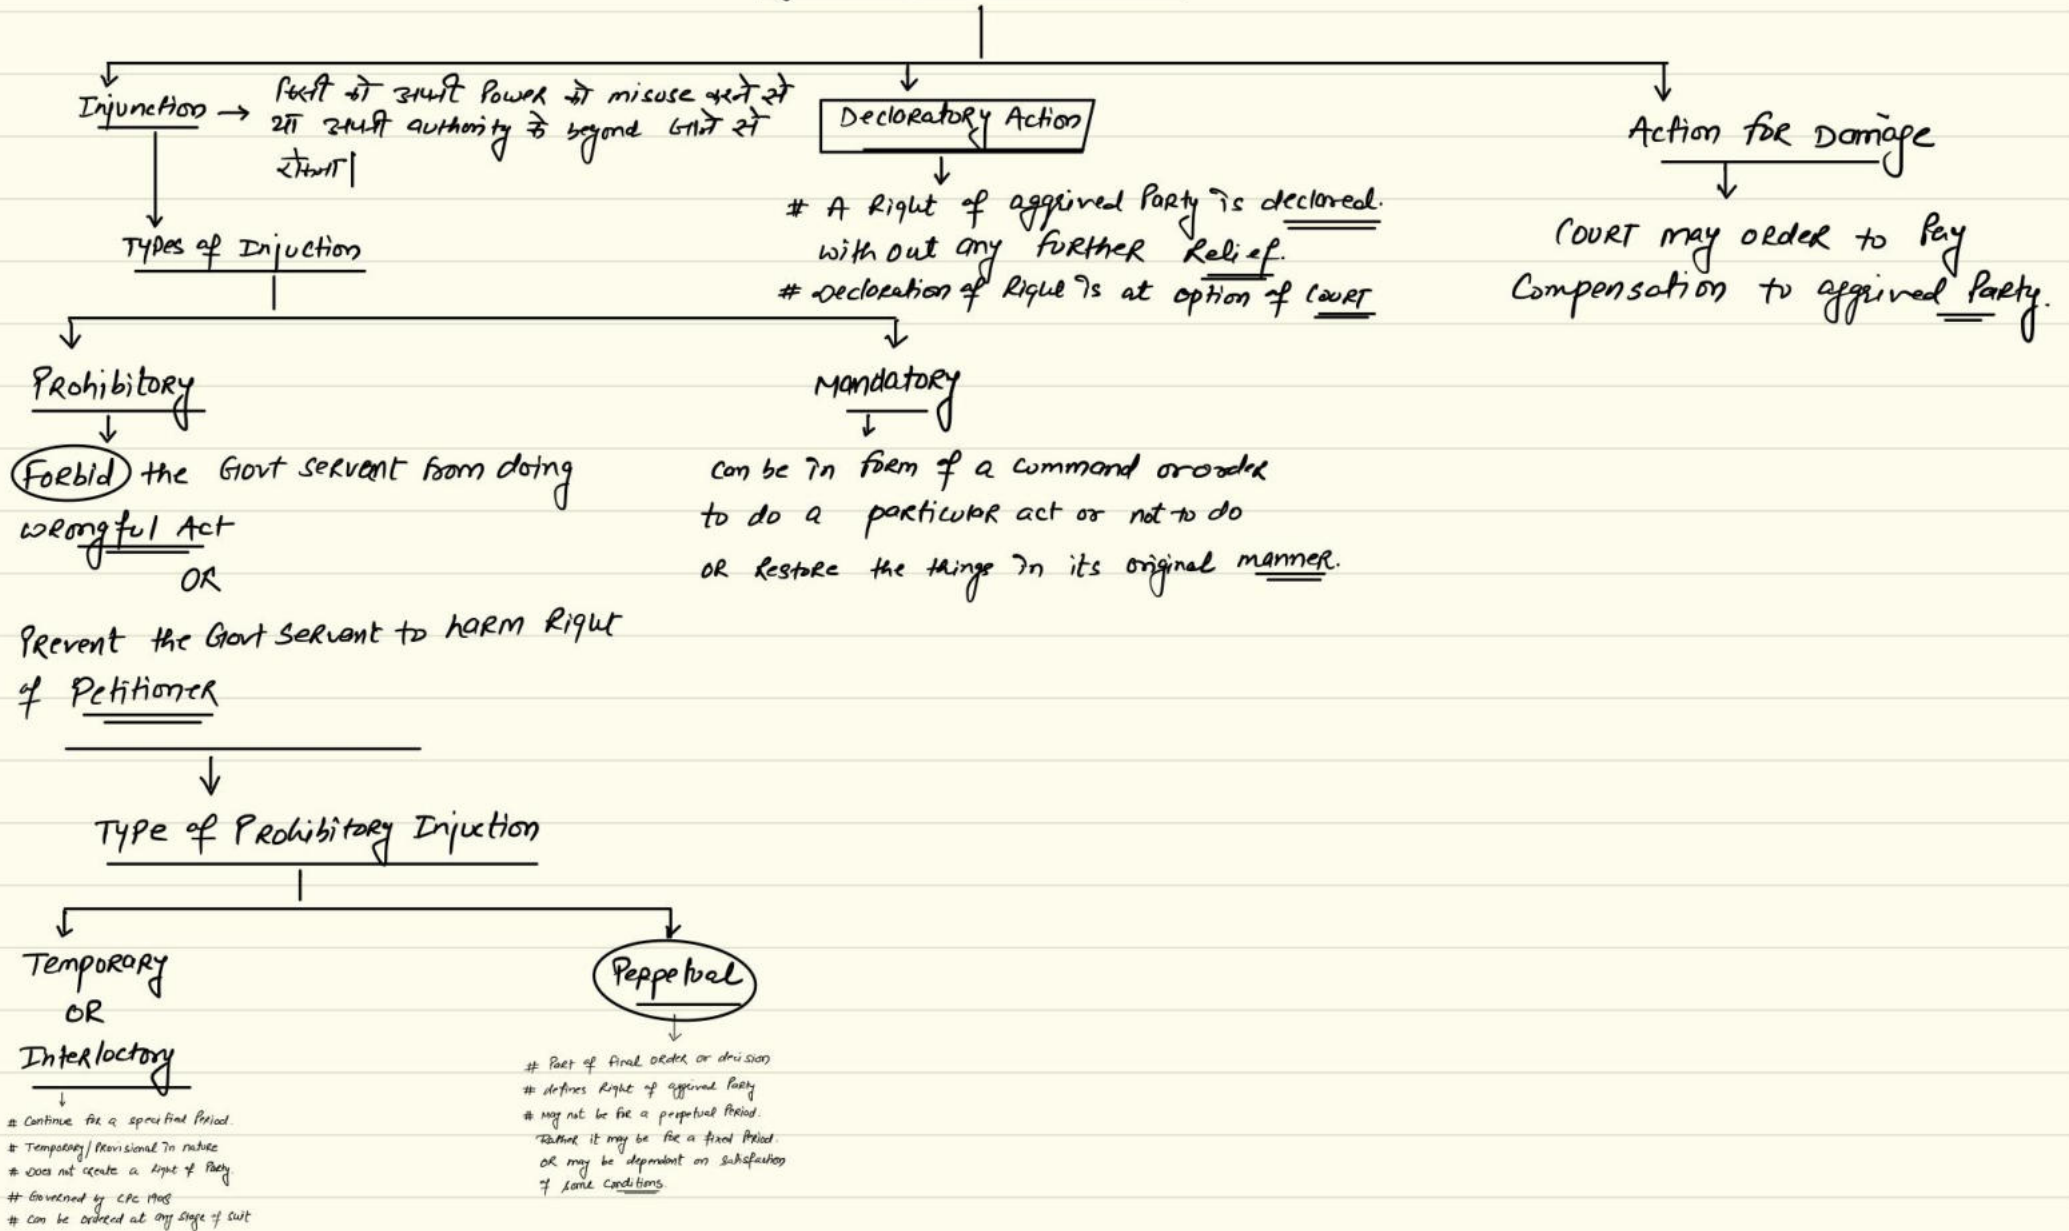 Injunction → किसी को अपनी Power को misuse करने से
या अपनी authority के beyond जाने से
रोकना|
Types of Injuction
Declaratory Action
# A Right of aggrived Party is declared.
with out any further Relief.
# Declaration of Right is at option of Court
Action for Damage
Court may order to Pay
Compensation to aggrived Party.
Prohibitory
Forbid the Govt servent from doing
wrongful Act
OR
Prevent the Govt Servent to harm Right
of Petitioner
Mandatory
Can be in form of a command or order
to do a particular act or not to do
OR Restore the things in its original manner.
Type of Prohibitory Injuction
Temporary
OR
Interloctory
# Continue for a specified Period.
# Temporary/Provisional in nature
# Does not create a Right of Party.
# Governed by CPC 1908
# Can be ordered at any stage of suit
Perppetual
# Part of final order or decision
# defines Right of aggrived Party
# May not be for a perpetual Period.
Rather it may be for a fixed Period.
OR may be dependant on satisfaction
of some Conditions.